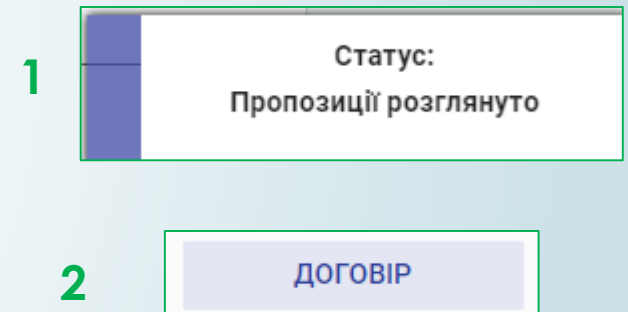 1
Статус:
Пропозиції розглянуто
2
ДОГОВІР